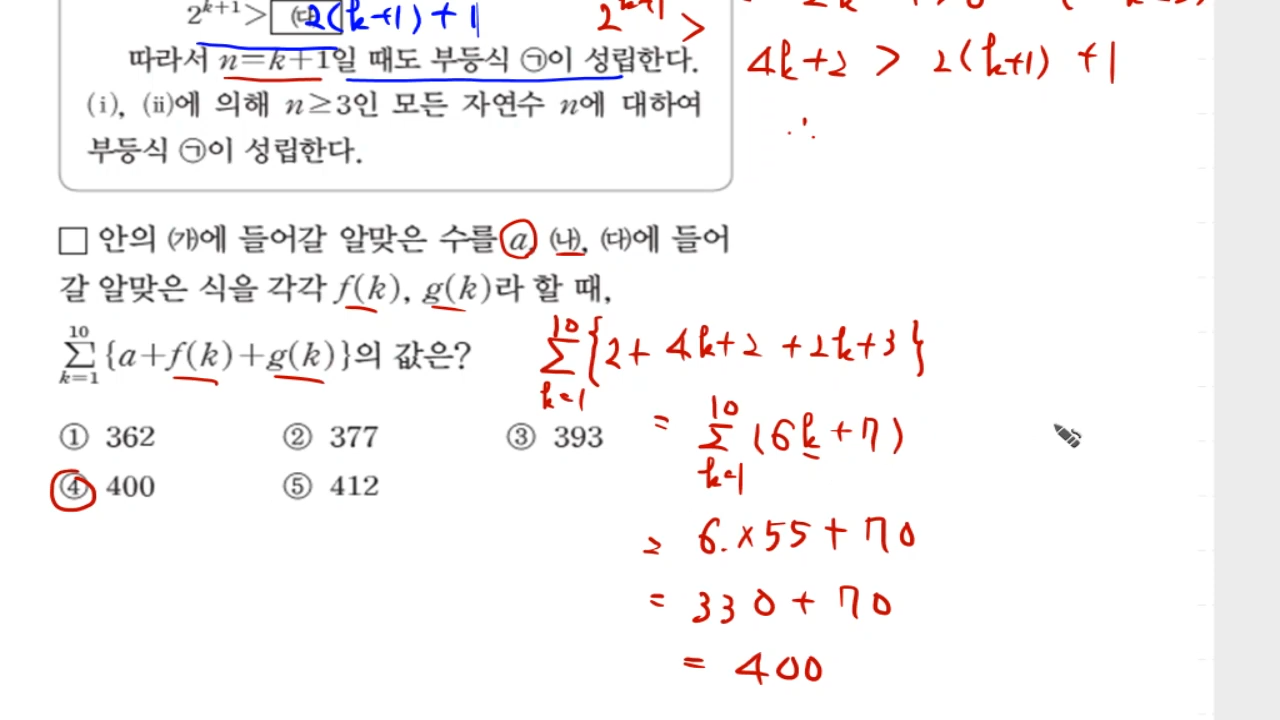 2^{k+1} > (다) 2(k+1)+1
2^{k+1} >
따라서 n=k+1일 때도 부등식 ㉠이 성립한다.
4k+2 > 2(k+1) +1
(ⅰ), (ⅱ)에 의해 n≥3인 모든 자연수 n에 대하여
∴
부등식 ㉠이 성립한다.
□ 안의 ㈎에 들어갈 알맞은 수를 a, ㈏, ㈐에 들어
갈 알맞은 식을 각각 f(k), g(k)라 할 때,
\sum_{k=1}^{10} {a+f(k)+g(k)}의 값은?
\sum_{k=1}^{10} {2+ 4k+2 +2k+3}
① 362 ② 377 ③ 393
④ 400 ⑤ 412
= \sum_{k=1}^{10} (6k+7)
= 6.×55+70
= 330+70
= 400